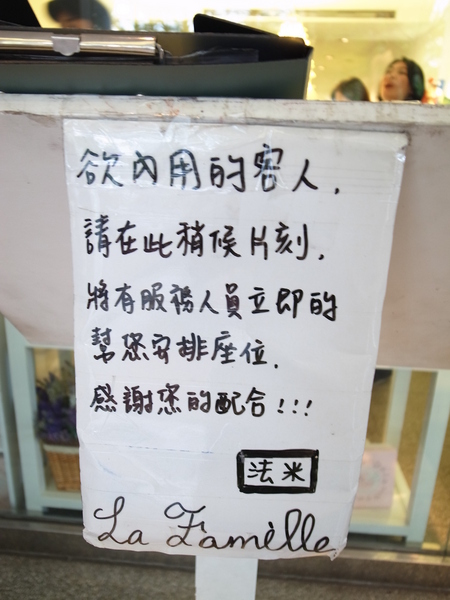 欲內用的客人,
請在此稍候片刻,
將有服務人員立即的
幫您安排座位,
感謝您的配合!!!
法米
La Famille